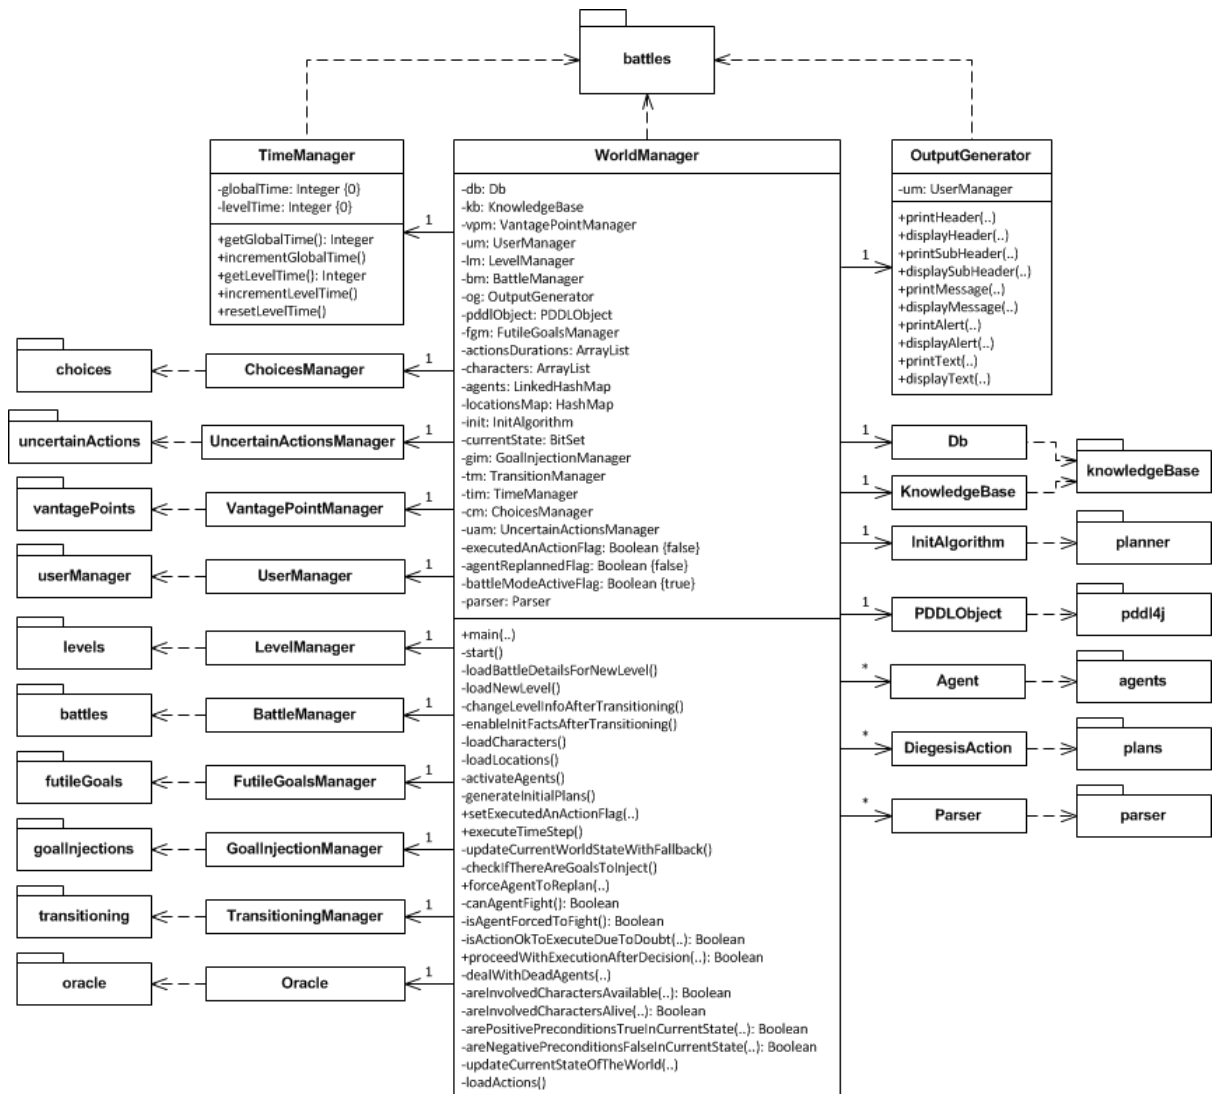 battles
TimeManager
-globalTime: Integer {0}
-levelTime: Integer {0}
+getGlobalTime(): Integer
+incrementGlobalTime()
+getLevelTime(): Integer
+incrementLevelTime()
+resetLevelTime()
WorldManager
-db: Db
-kb: KnowledgeBase
-vpm: VantagePointManager
-um: UserManager
-lm: LevelManager
-bm: BattleManager
-og: OutputGenerator
-pddlObject: PDDLObject
-fgm: FutileGoalsManager
-actionsDurations: ArrayList
-characters: ArrayList
-agents: LinkedHashMap
-locationsMap: HashMap
-init: InitAlgorithm
-currentState: BitSet
-gim: GoalInjectionManager
-tm: TransitionManager
-tim: TimeManager
-cm: ChoicesManager
-uam: UncertainActionsManager
-executedAnActionFlag: Boolean {false}
-agentReplannedFlag: Boolean {false}
-battleModeActiveFlag: Boolean {true}
-parser: Parser
+main(..)
-start()
-loadBattleDetailsForNewLevel()
-loadNewLevel()
-changeLevelInfoAfterTransitioning()
-enableInitFactsAfterTransitioning()
-loadCharacters()
-loadLocations()
-activateAgents()
-generateInitialPlans()
+setExecutedAnActionFlag(..)
+executeTimeStep()
-updateCurrentWorldStateWithFallback()
-checkIfThereAreGoalsToInject()
+forceAgentToReplan(..)
-canAgentFight(): Boolean
-isAgentForcedToFight(): Boolean
-isActionOkToExecuteDueToDoubt(..): Boolean
+proceedWithExecutionAfterDecision(..): Boolean
-dealWithDeadAgents(..)
-areInvolvedCharactersAvailable(..): Boolean
-areInvolvedCharactersAlive(..): Boolean
-arePositivePreconditionsTrueInCurrentState(..): Boolean
-areNegativePreconditionsFalseInCurrentState(..): Boolean
-updateCurrentStateOfTheWorld(..)
-loadActions()
OutputGenerator
-um: UserManager
+printHeader(..)
+displayHeader(..)
+printSubHeader(..)
+displaySubHeader(..)
+printMessage(..)
+displayMessage(..)
+printAlert(..)
+displayAlert(..)
+printText(..)
+displayText(..)
1
1
choices
ChoicesManager
1
uncertainActions
UncertainActionsManager
1
vantagePoints
VantagePointManager
1
userManager
UserManager
1
levels
LevelManager
1
battles
BattleManager
1
futileGoals
FutileGoalsManager
1
goalInjections
GoalInjectionManager
1
transitioning
TransitioningManager
1
oracle
Oracle
1
1
Db
knowledgeBase
1
KnowledgeBase
1
InitAlgorithm
planner
1
PDDLObject
pddl4j
*
Agent
agents
*
DiegesisAction
plans
*
Parser
parser